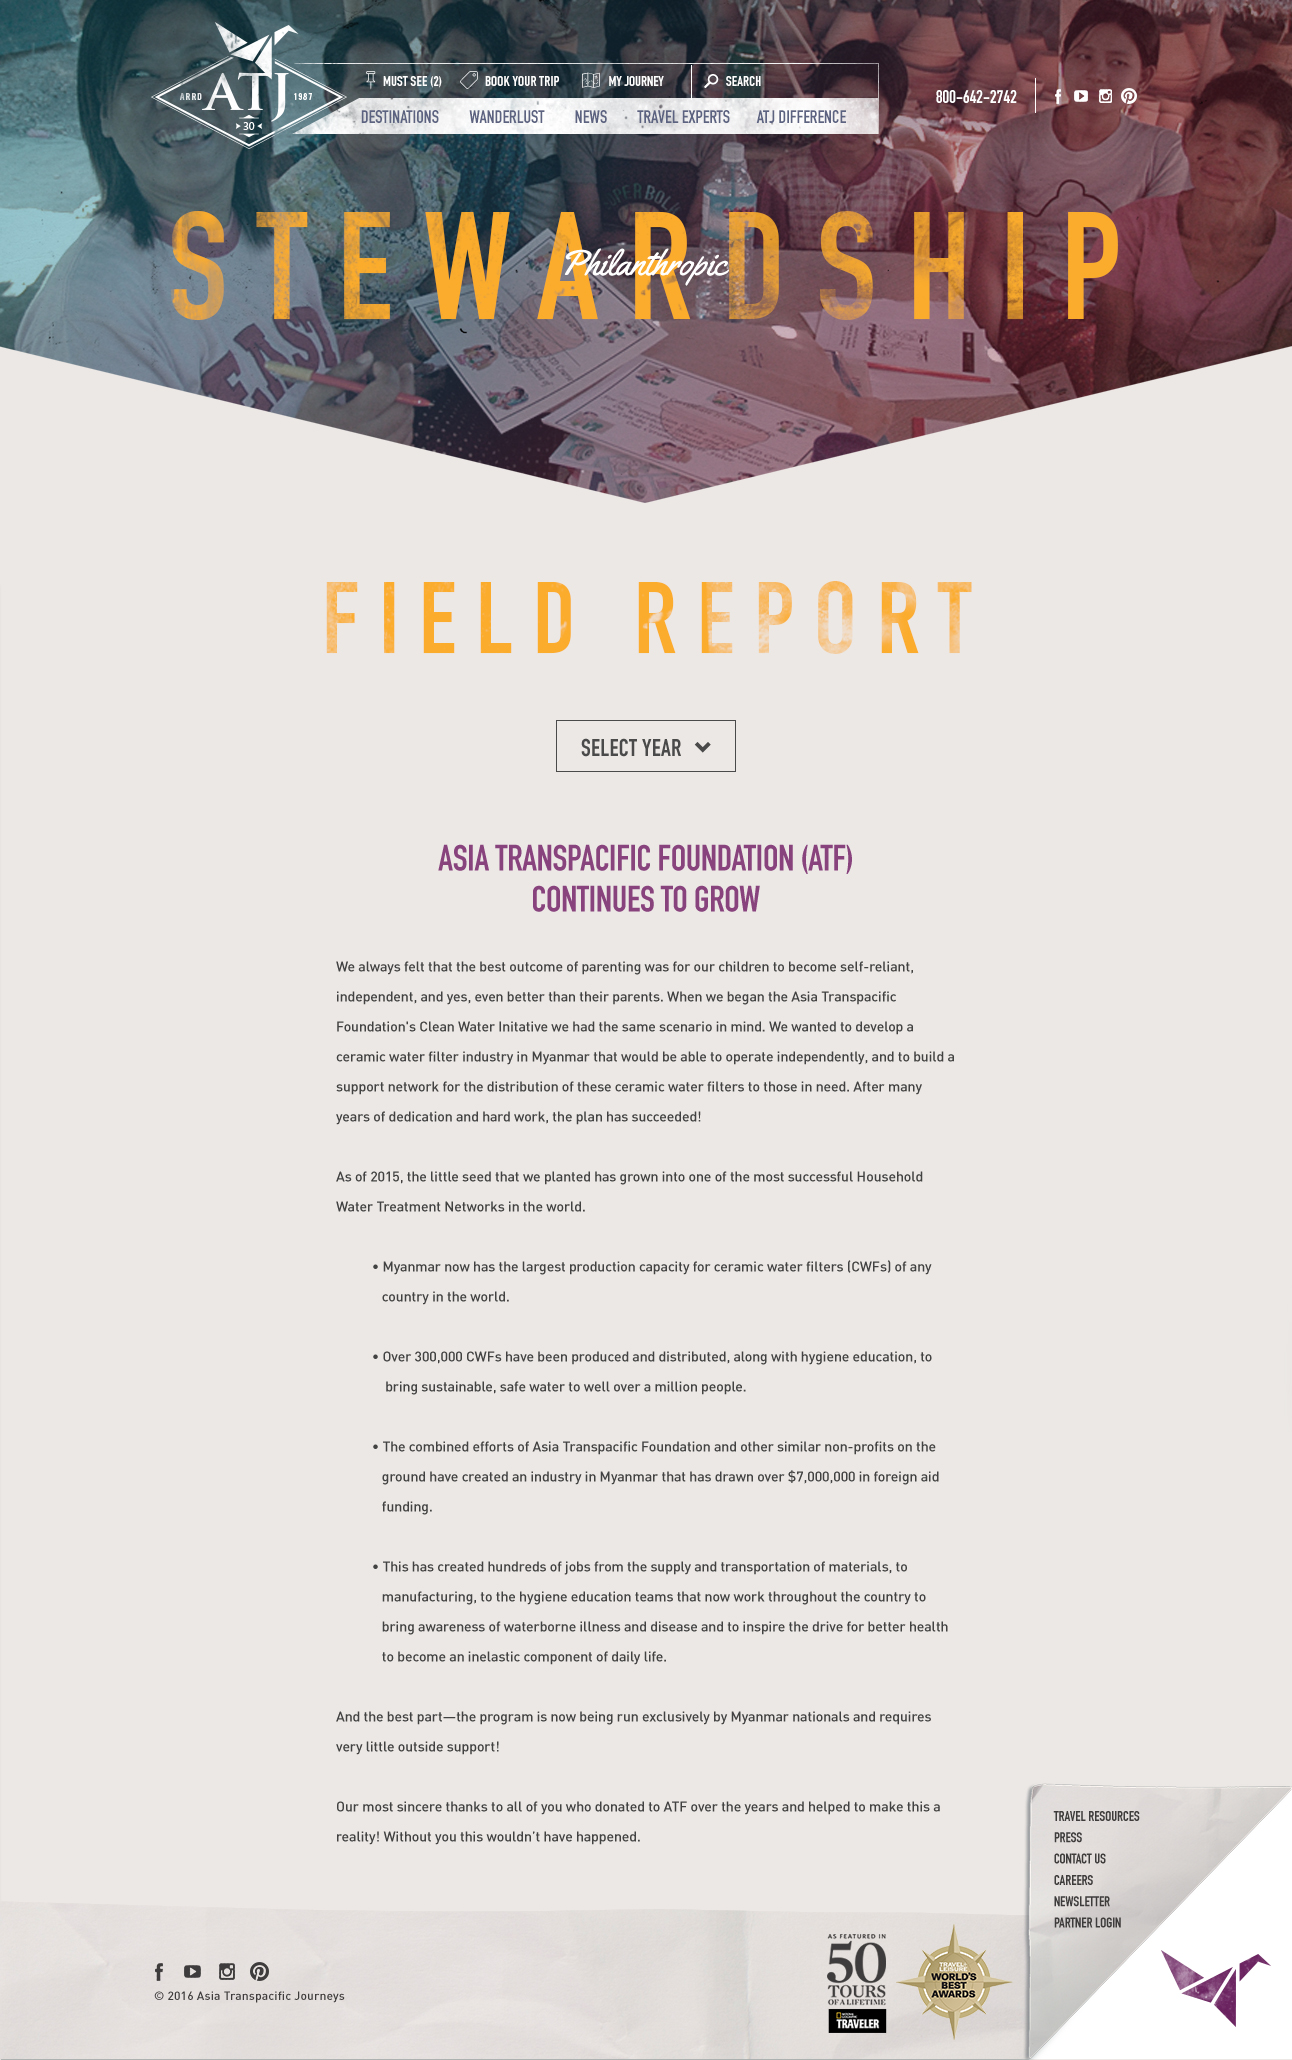 ARRD ATJ 1987
30
MUST SEE (2) BOOK YOUR TRIP MY JOURNEY SEARCH
800-642-2742
DESTINATIONS WANDERLUST NEWS TRAVEL EXPERTS ATJ DIFFERENCE
STEWARDSHIP
Philanthropic
FIELD REPORT
SELECT YEAR
ASIA TRANSPACIFIC FOUNDATION (ATF)
CONTINUES TO GROW
We always felt that the best outcome of parenting was for our children to become self-reliant,
independent, and yes, even better than their parents. When we began the Asia Transpacific
Foundation's Clean Water Initative we had the same scenario in mind. We wanted to develop a
ceramic water filter industry in Myanmar that would be able to operate independently, and to build a
support network for the distribution of these ceramic water filters to those in need. After many
years of dedication and hard work, the plan has succeeded!
As of 2015, the little seed that we planted has grown into one of the most successful Household
Water Treatment Networks in the world.
• Myanmar now has the largest production capacity for ceramic water filters (CWFs) of any
country in the world.
• Over 300,000 CWFs have been produced and distributed, along with hygiene education, to
bring sustainable, safe water to well over a million people.
• The combined efforts of Asia Transpacific Foundation and other similar non-profits on the
ground have created an industry in Myanmar that has drawn over $7,000,000 in foreign aid
funding.
• This has created hundreds of jobs from the supply and transportation of materials, to
manufacturing, to the hygiene education teams that now work throughout the country to
bring awareness of waterborne illness and disease and to inspire the drive for better health
to become an inelastic component of daily life.
And the best part—the program is now being run exclusively by Myanmar nationals and requires
very little outside support!
Our most sincere thanks to all of you who donated to ATF over the years and helped to make this a
reality! Without you this wouldn't have happened.
TRAVEL RESOURCES
PRESS
CONTACT US
CAREERS
NEWSLETTER
PARTNER LOGIN
© 2016 Asia Transpacific Journeys
AS FEATURED IN
50
TOURS
OF A LIFETIME
NATIONAL GEOGRAPHIC
TRAVELER
TRAVEL+
LEISURE
WORLD'S
BEST
AWARDS